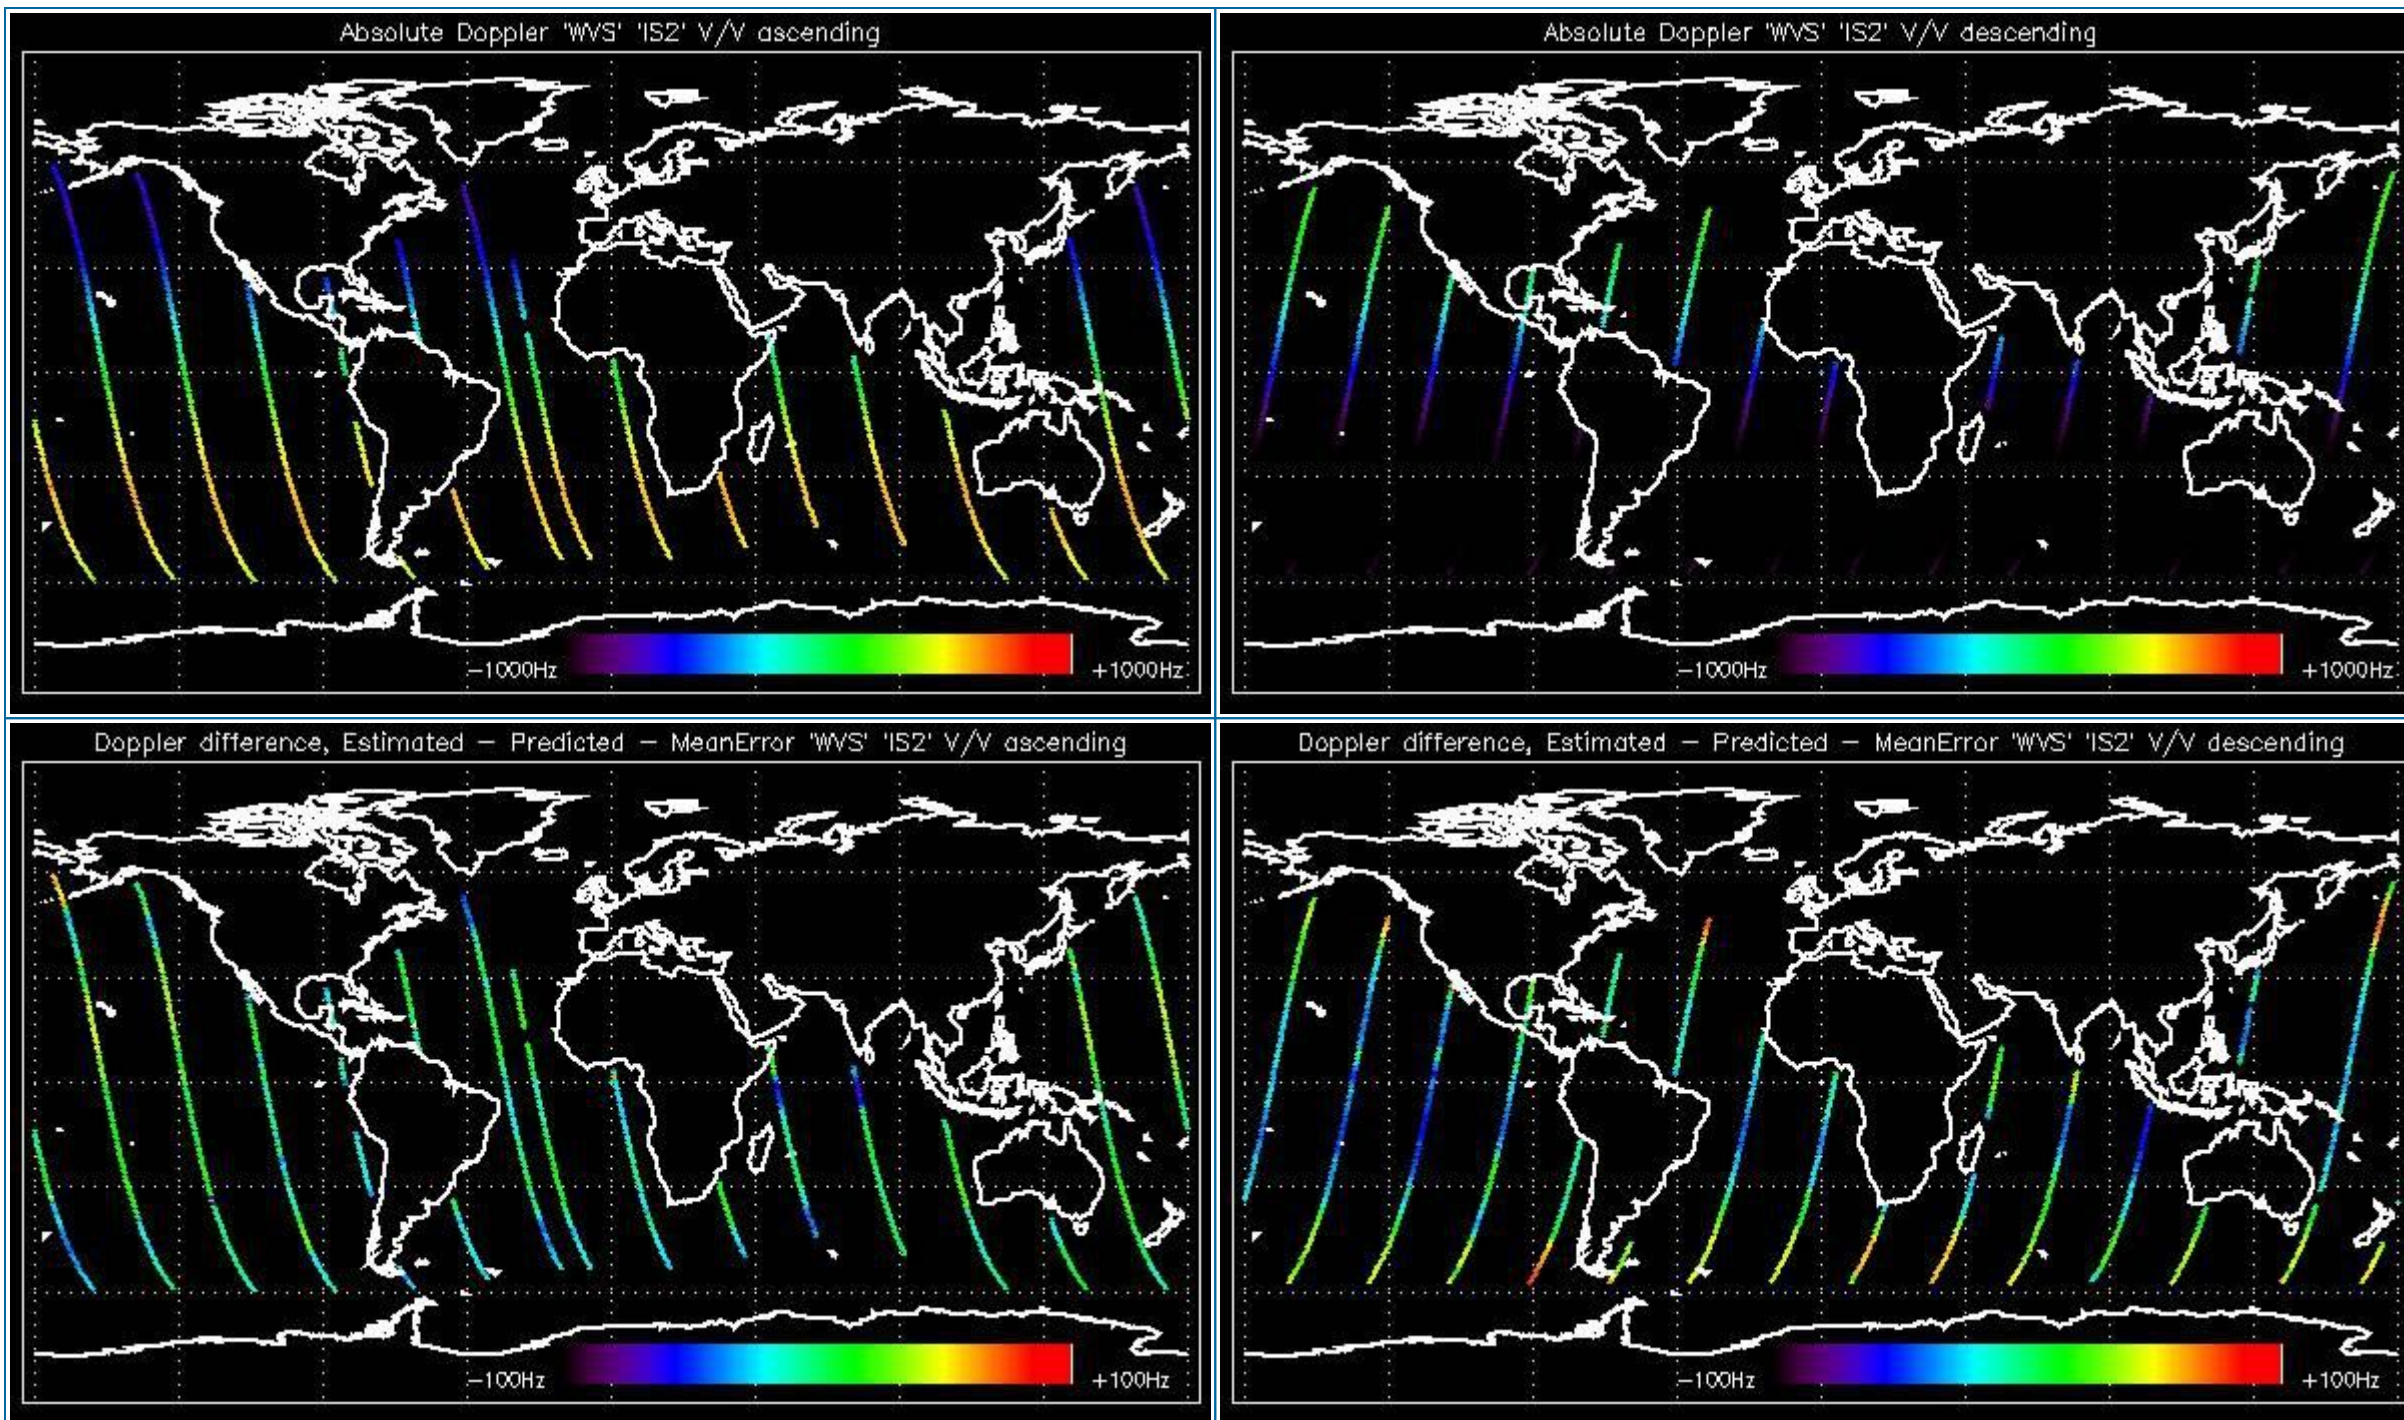 Absolute Doppler 'WVS' 'IS2' V/V ascending
-1000Hz
+1000Hz
Absolute Doppler 'WVS' 'IS2' V/V descending
-1000Hz
+1000Hz
Doppler difference, Estimated - Predicted - MeanError 'WVS' 'IS2' V/V ascending
-100Hz
+100Hz
Doppler difference, Estimated - Predicted - MeanError 'WVS' 'IS2' V/V descending
-100Hz
+100Hz